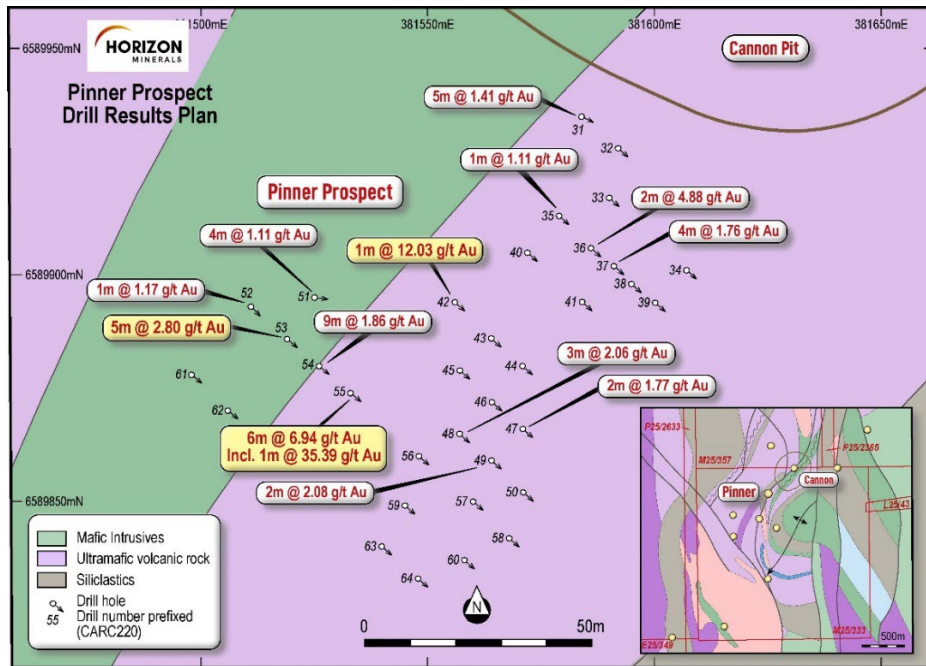 381500mE
381550mE
381600mE
381650mE
6589950mN
HORIZON
MINERALS
Pinner Prospect
Drill Results Plan
Cannon Pit
5m @ 1.41 g/t Au
31
32
1m @ 1.11 g/t Au
Pinner Prospect
33
2m @ 4.88 g/t Au
35
4m @ 1.11 g/t Au
36
4m @ 1.76 g/t Au
1m @ 12.03 g/t Au
40
37
34
6589900mN
38
1m @ 1.17 g/t Au
52
51
42
41
39
5m @ 2.80 g/t Au
53
9m @ 1.86 g/t Au
43
3m @ 2.06 g/t Au
54
44
61
45
2m @ 1.77 g/t Au
55
46
62
6m @ 6.94 g/t Au
Incl. 1m @ 35.39 g/t Au
48
47
56
49
2m @ 2.08 g/t Au
50
6589850mN
59
57
58
63
60
64
Mafic Intrusives
Ultramafic volcanic rock
Siliclastics
Drill hole
55
Drill number prefixed
(CARC220)
N
0
50m
P25/2633
P25/2365
M25/357
Cannon
Pinner
L25/43
M25/333
E25/349
500m